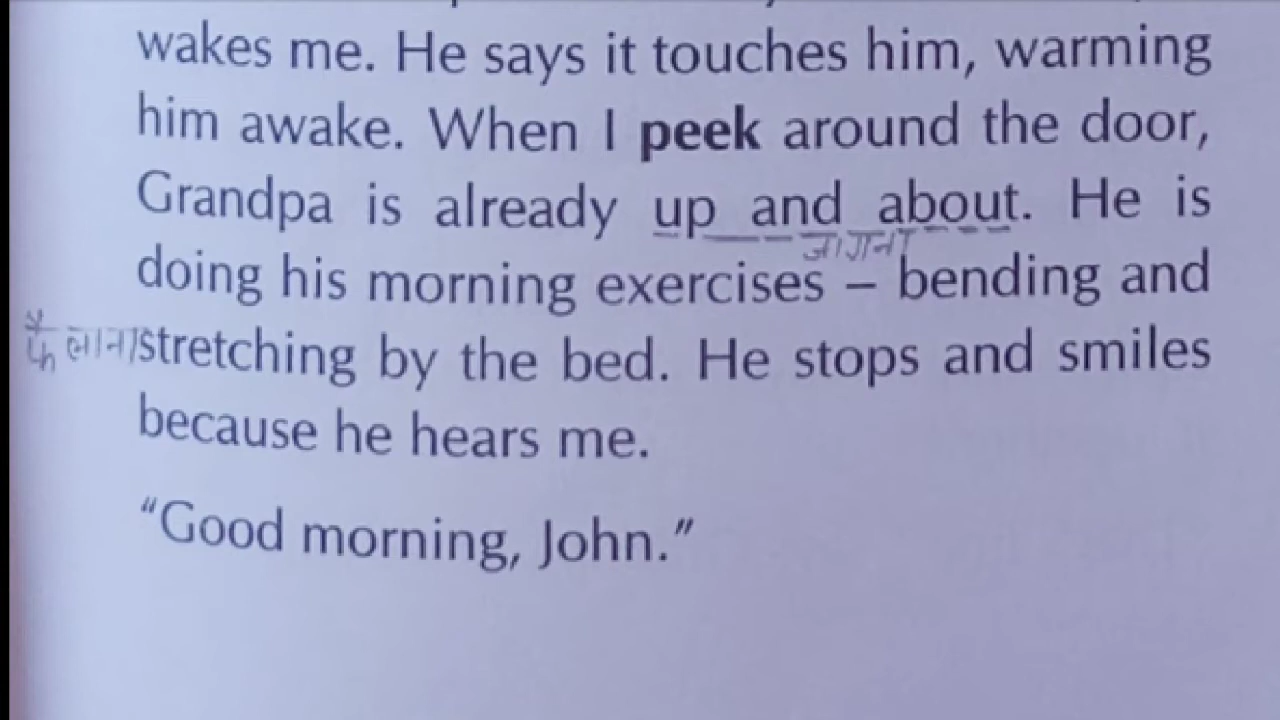 wakes me. He says it touches him, warming
him awake. When I peek around the door,
Grandpa is already up and about. He is
जागना
doing his morning exercises – bending and
फैलाना stretching by the bed. He stops and smiles
because he hears me.
“Good morning, John.”